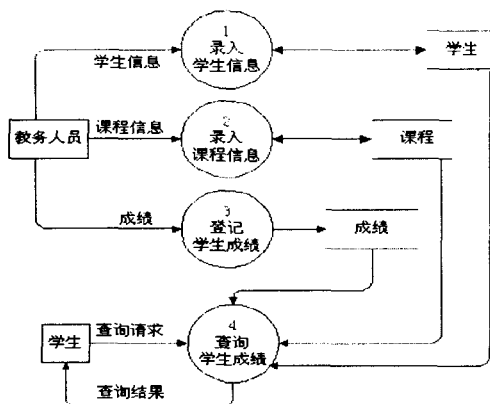 1
录入
学生信息
学生
学生信息
教务人员
课程信息
2
录入
课程信息
课程
成绩
3
登记
学生成绩
成绩
学生
查询请求
4
查询
学生成绩
查询结果